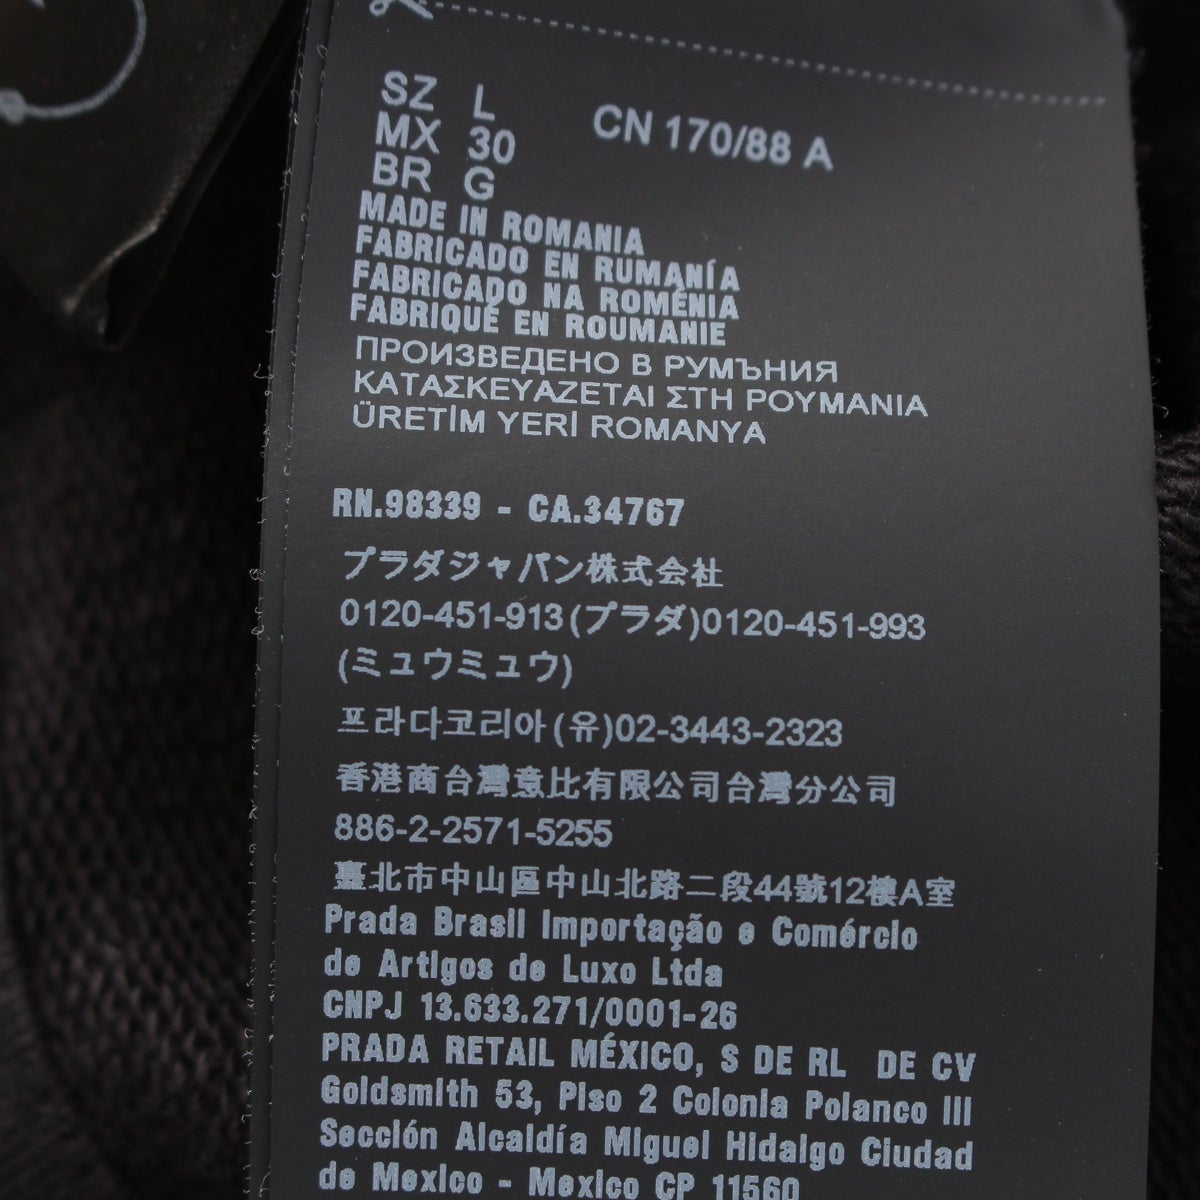 SZ L
MX 30 CN 170/88 A
BR G
MADE IN ROMANIA
FABRICADO EN RUMANÍA
FABRICADO NA ROMÉNIA
FABRIQUÉ EN ROUMANIE
ПРОИЗВЕДЕНО В РУМЪНИЯ
ΚΑΤΑΣΚΕΥΑΖΕΤΑΙ ΣΤΗ ΡΟΥΜΑΝΙΑ
ÜRETİM YERİ ROMANYA
RN.98339 - CA.34767
プラダジャパン株式会社
0120-451-913(プラダ)0120-451-993
(ミュウミュウ)
프라다코리아(유)02-3443-2323
香港商台灣意比有限公司台灣分公司
886-2-2571-5255
臺北市中山區中山北路二段44號12樓A室
Prada Brasil Importação e Comércio
de Artigos de Luxo Ltda
CNPJ 13.633.271/0001-26
PRADA RETAIL MÉXICO, S DE RL DE CV
Goldsmith 53, Piso 2 Colonia Polanco III
Sección Alcaldía Miguel Hidalgo Ciudad
de Mexico - Mexico CP 11560